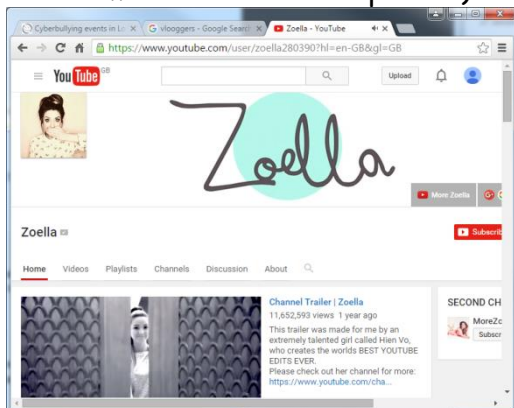 Cyberbullying events in Lo
vlooggers - Google Search
Zoella - YouTube
https://www.youtube.com/user/zoella280390?hl=en-GB&gl=GB
YouTube GB
Upload
Zoella
More Zoella
Zoella
Subscrib
Home Videos Playlists Channels Discussion About
Channel Trailer | Zoella
11,652,593 views 1 year ago
This trailer was made for me by an
extremely talented girl called Hien Vo,
who creates the worlds BEST YOUTUBE
EDITS EVER.
Please check out her channel for more:
https://www.youtube.com/cha...
SECOND CH
MoreZo
Subscr